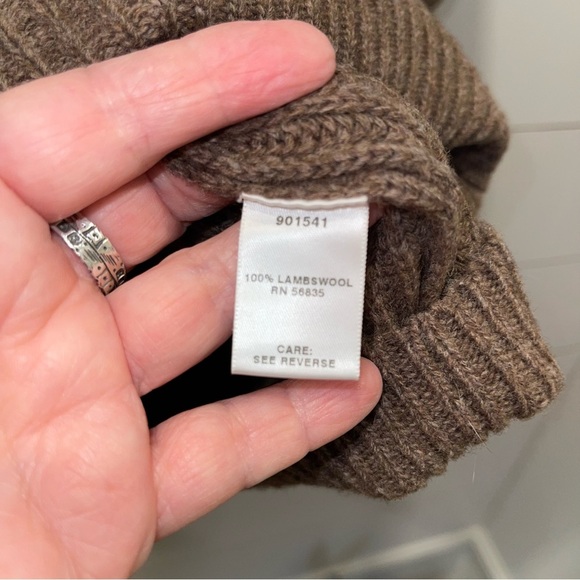 901541
100% LAMBSWOOL
RN 56835
CARE:
SEE REVERSE